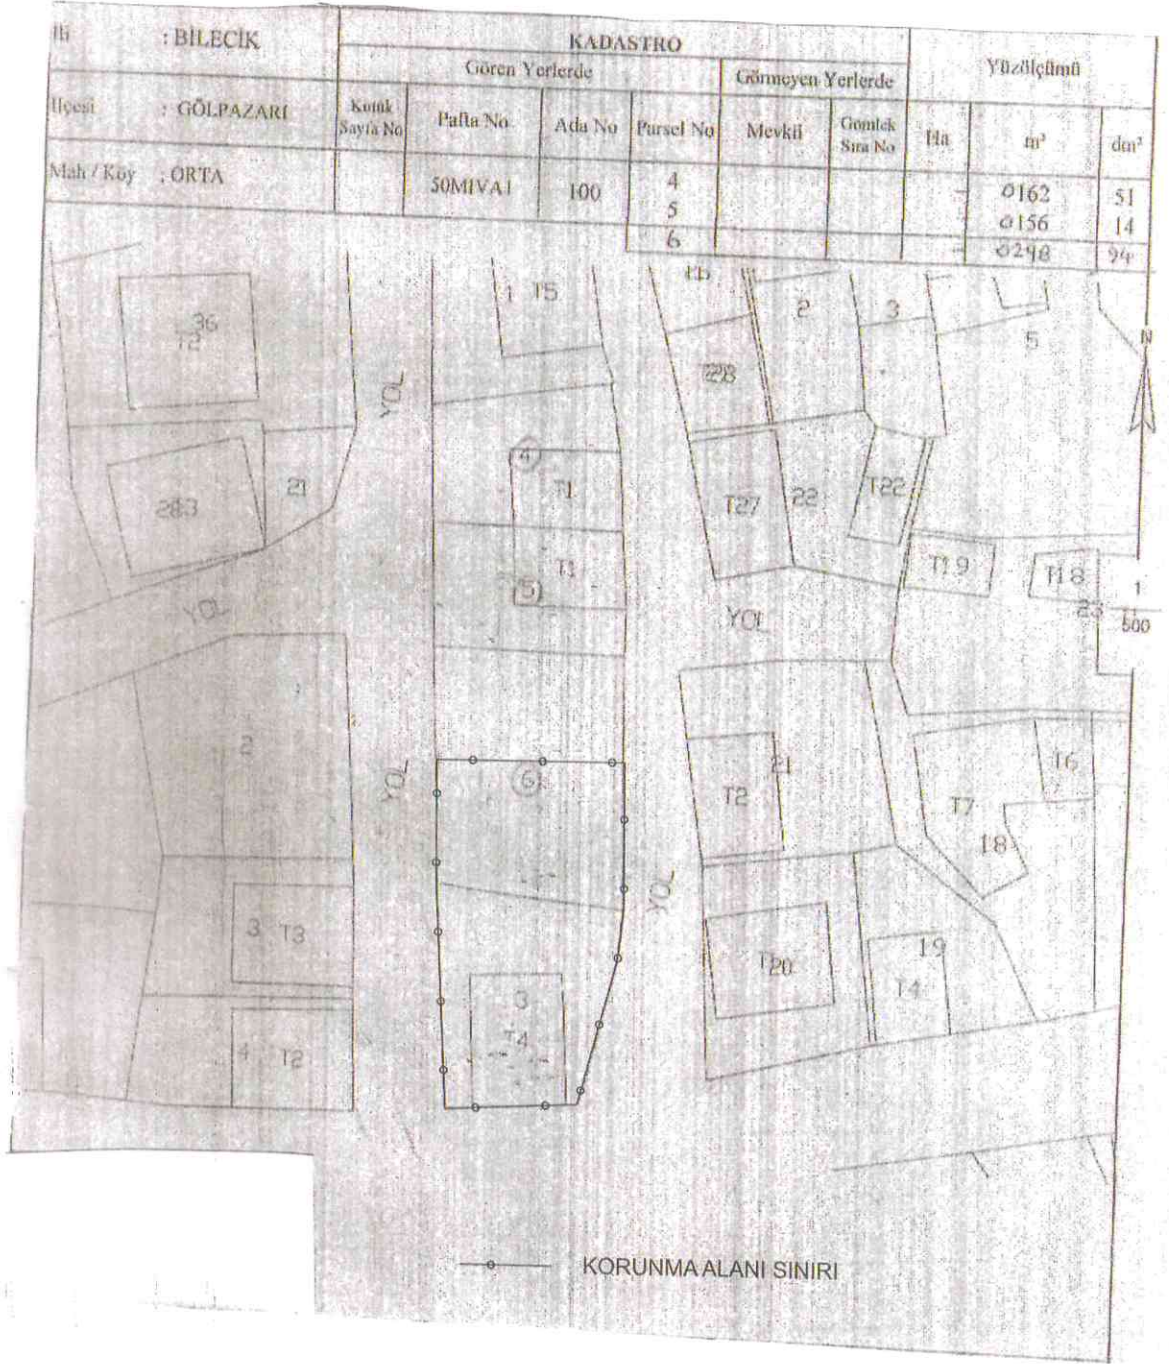 İli : BİLECİK
KADASTRO
Yüzölçümü
Gören Yerlerde
Görmeyen Yerlerde
İlçesi : GÖLPAZARI
Kütük Sayfa No
Pafta No
Ada No
Parsel No
Mevkii
Gömlek Sıra No
Ha
m²
dm²
Mah / Köy : ORTA
50MIVA1
100
4
0162
51
5
0156
14
6
0298
94
1 T5
2
3
5
36
T2
YOL
N
T28
4
21
T1
283
T27
22
T22
T1
T19
T18
5
1
500
23
YOL
YOL
2
21
T6
YOL
6
T2
T7
18
YOL
3 T3
T20
19
T4
3
T4
4 T2
KORUNMA ALANI SINIRI